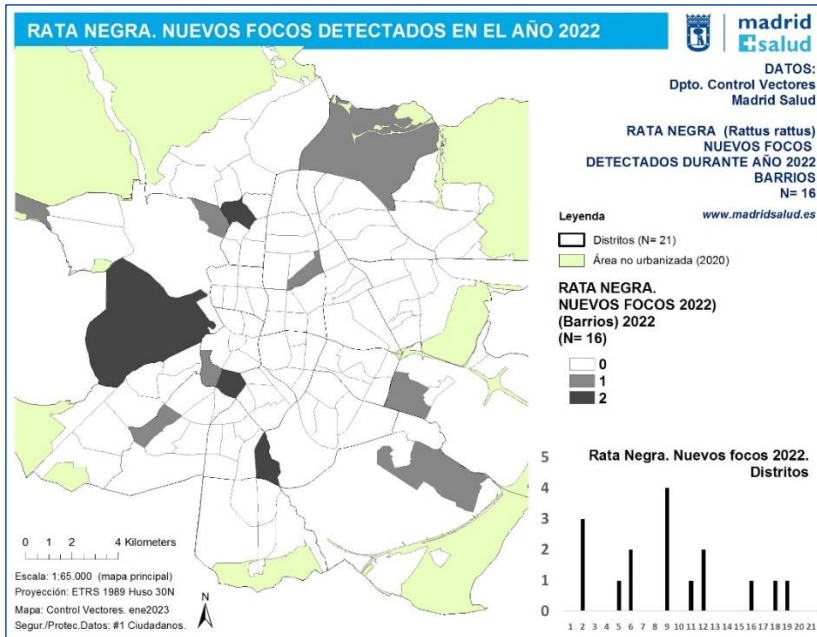 RATA NEGRA. NUEVOS FOCOS DETECTADOS EN EL AÑO 2022
madrid
salud
DATOS:
Dpto. Control Vectores
Madrid Salud
RATA NEGRA (Rattus rattus)
NUEVOS FOCOS
DETECTADOS DURANTE AÑO 2022
BARRIOS
N= 16
www.madridsalud.es
Leyenda
Distritos (N= 21)
Área no urbanizada (2020)
RATA NEGRA.
NUEVOS FOCOS 2022)
(Barrios) 2022
(N= 16)
0
1
2
Rata Negra. Nuevos focos 2022.
Distritos
5
4
3
2
1
0
1 2 3 4 5 6 7 8 9 10 11 12 13 14 15 16 17 18 19 20 21
0 1 2 4 Kilometers
Escala: 1:65.000 (mapa principal)
Proyección: ETRS 1989 Huso 30N
Mapa: Control Vectores. ene2023
Segur./Protec.Datos: #1 Ciudadanos.
N